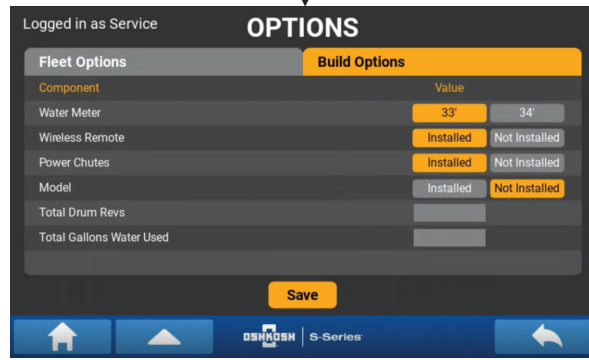 Logged in as Service
OPTIONS
Fleet Options
Build Options
Component Value
Water Meter 33' 34'
Wireless Remote Installed Not Installed
Power Chutes Installed Not Installed
Model Installed Not Installed
Total Drum Revs
Total Gallons Water Used
Save
OSHKOSH S-Series